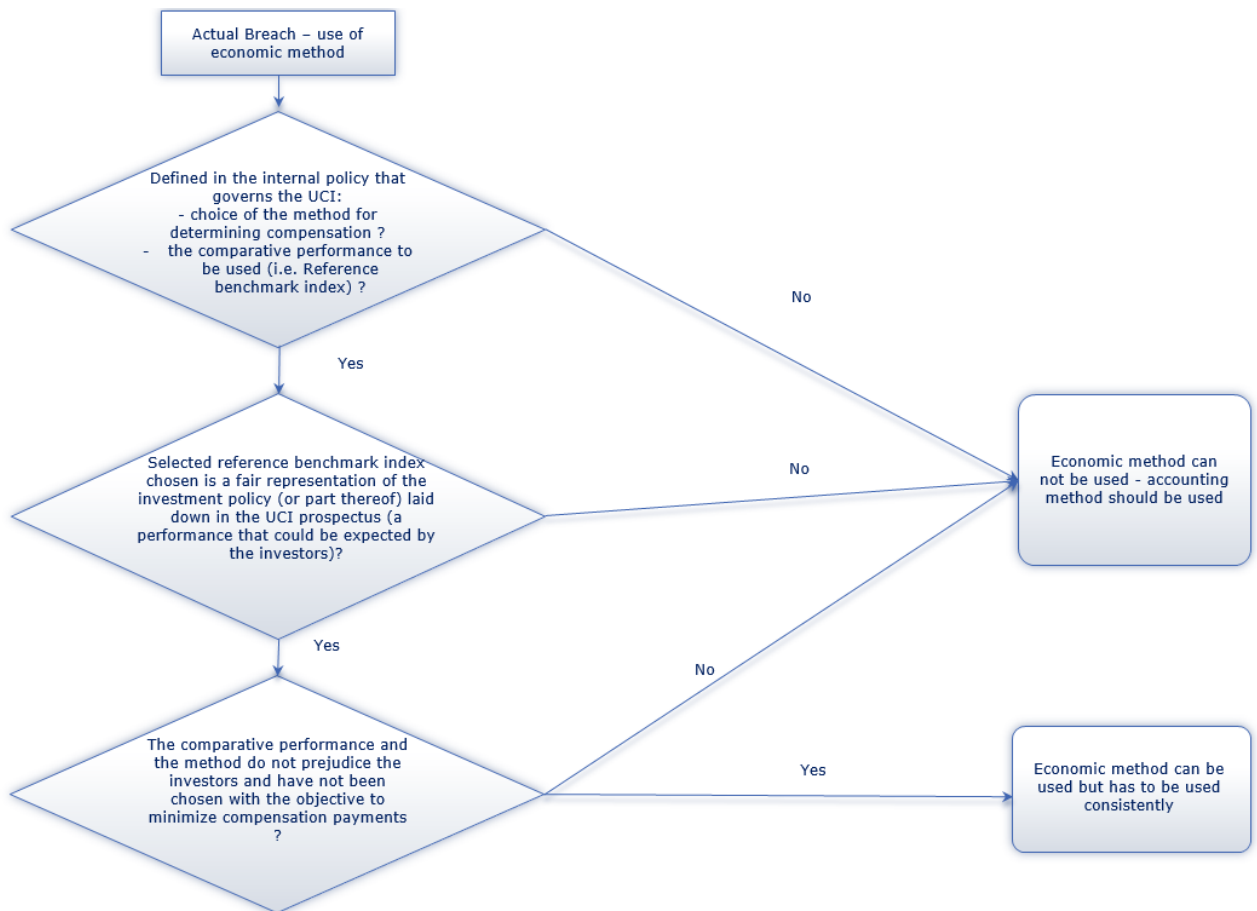 Actual Breach – use of
economic method
Defined in the internal policy that
governs the UCI:
- choice of the method for
determining compensation ?
- the comparative performance to
be used (i.e. Reference
benchmark index) ?
No
Yes
Selected reference benchmark index
chosen is a fair representation of the
investment policy (or part thereof) laid
down in the UCI prospectus (a
performance that could be expected by
the investors)?
No
Economic method can
not be used - accounting
method should be used
Yes
No
The comparative performance and
the method do not prejudice the
investors and have not been
chosen with the objective to
minimize compensation payments
?
Yes
Economic method can be
used but has to be used
consistently